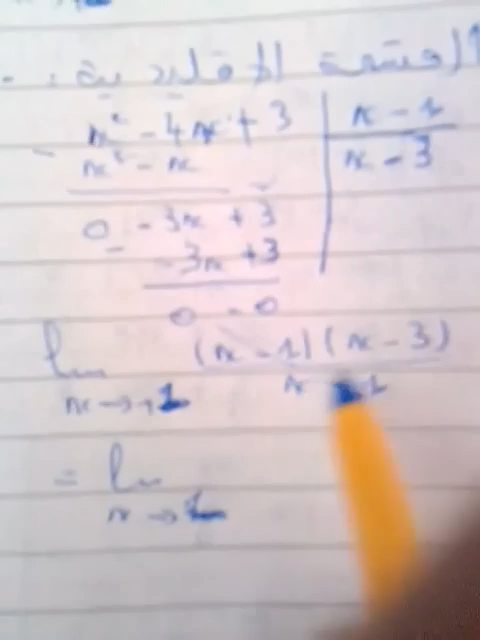 القسمة الإقليدية
x² - 4x + 3 | x - 1
- x² - x | x - 3
0 - 3x + 3
- -3x + 3
0 - 0
lim (x - 1)(x - 3)
x → 1 x - 1
= lim
x → 1